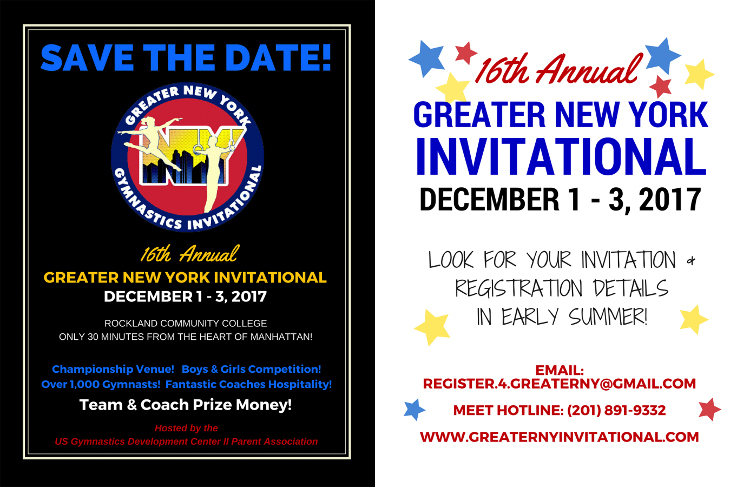 SAVE THE DATE!
GREATER NEW YORK
NY
GYMNASTICS INVITATIONAL
16th Annual
GREATER NEW YORK INVITATIONAL
DECEMBER 1 - 3, 2017
ROCKLAND COMMUNITY COLLEGE
ONLY 30 MINUTES FROM THE HEART OF MANHATTAN!
Championship Venue! Boys & Girls Competition!
Over 1,000 Gymnasts! Fantastic Coaches Hospitality!
Team & Coach Prize Money!
Hosted by the
US Gymnastics Development Center II Parent Association
16th Annual
GREATER NEW YORK
INVITATIONAL
DECEMBER 1 - 3, 2017
LOOK FOR YOUR INVITATION &
REGISTRATION DETAILS
IN EARLY SUMMER!
EMAIL:
REGISTER.4.GREATERNY@GMAIL.COM
MEET HOTLINE: (201) 891-9332
WWW.GREATERNYINVITATIONAL.COM